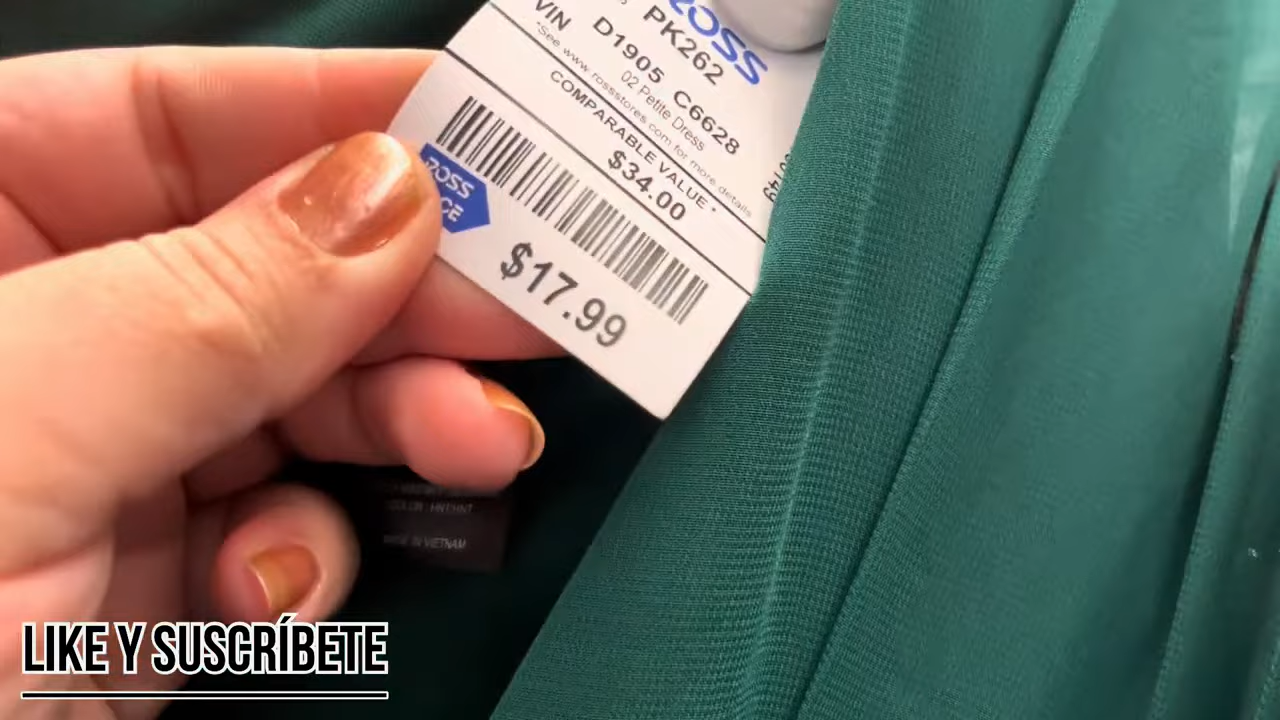 ROSS
PK262
VIN D1905 C6628
02 Petite Dress
*See www.rossstores.com for more details
COMPARABLE VALUE *
$34.00
ROSS
$17.99
MADE IN VIETNAM
LIKE Y SUSCRÍBETE